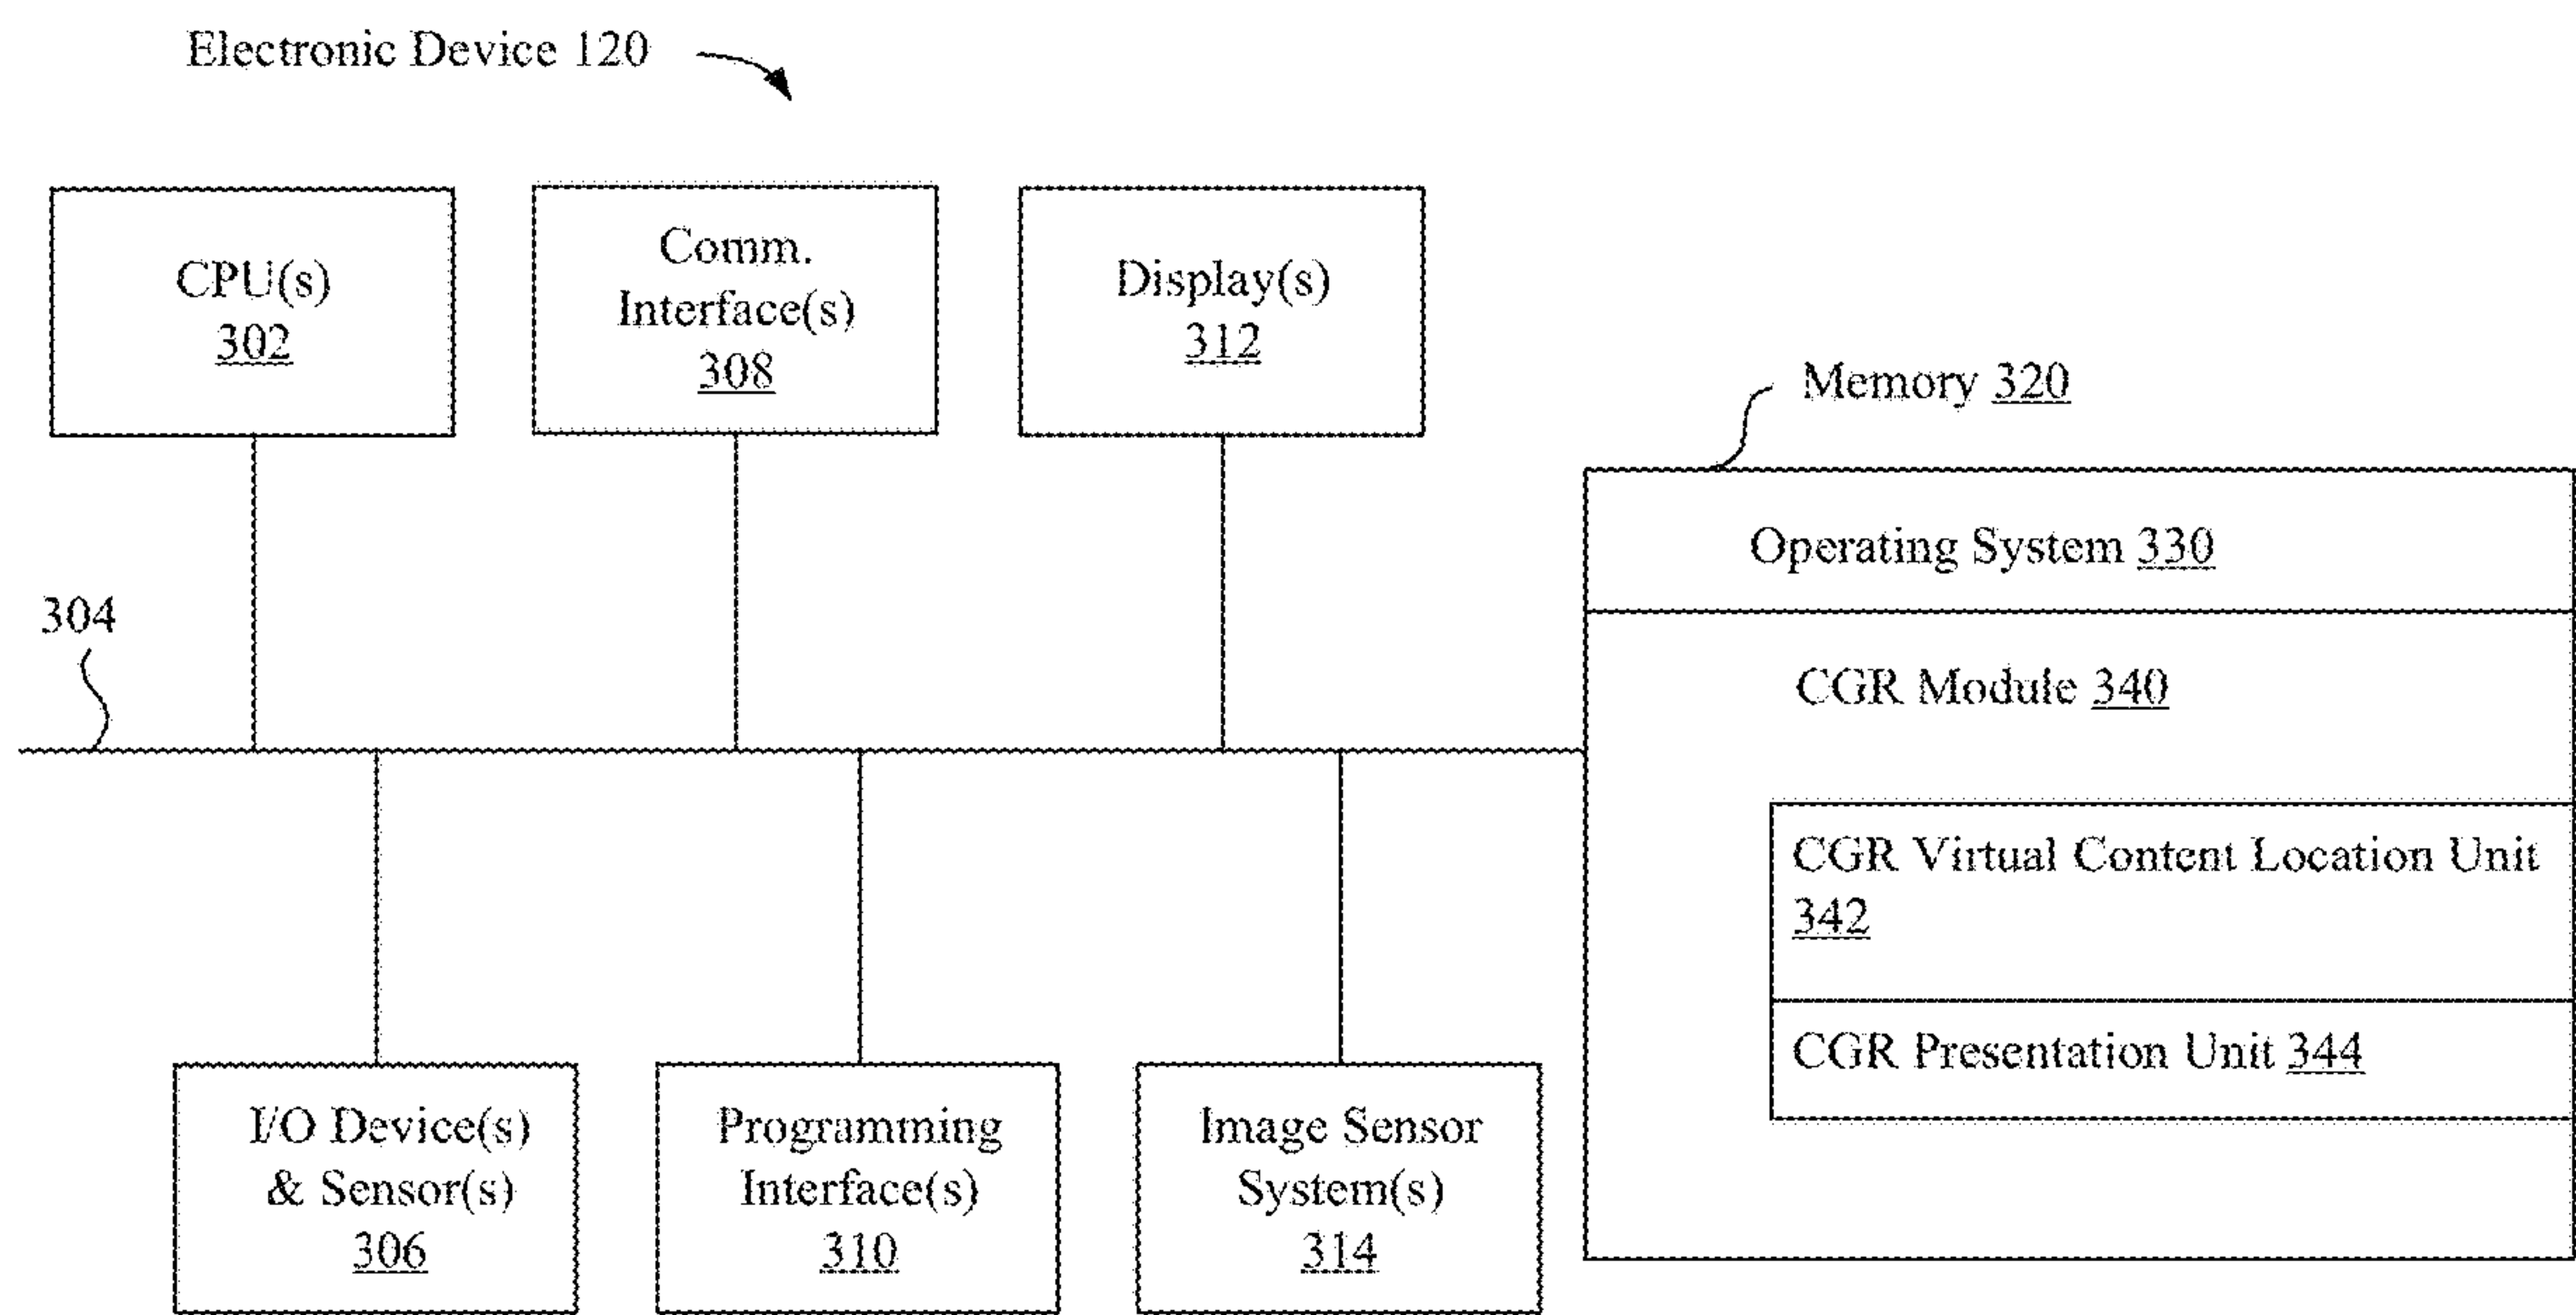 Electronic Device 120
CPU(s)
302
Comm.
Interface(s)
308
Display(s)
312
Memory 320
Operating System 330
304
CGR Module 340
CGR Virtual Content Location Unit
342
CGR Presentation Unit 344
I/O Device(s)
& Sensor(s)
306
Programming
Interface(s)
310
Image Sensor
System(s)
314